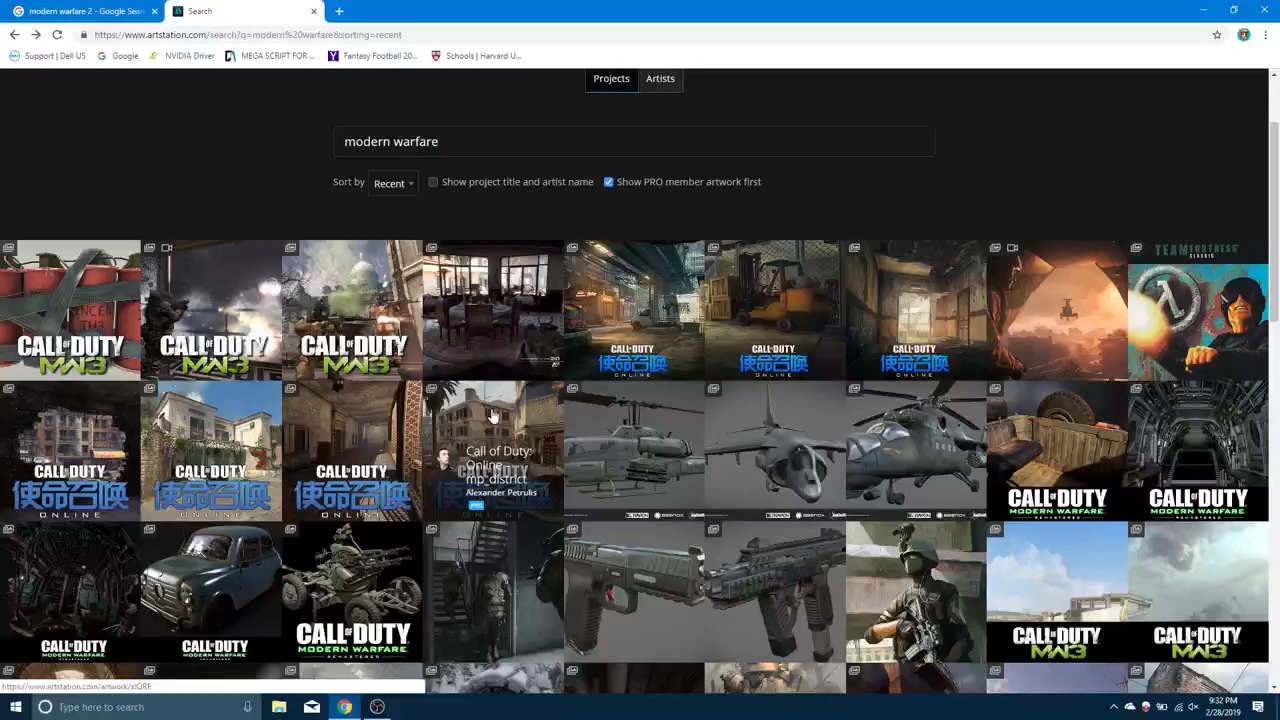 modern warfare 2 - Google Sear
Search
https://www.artstation.com/search?q=modern%20warfare&sorting=recent
Support | Dell US
Google
NVIDIA Driver
MEGA SCRIPT FOR ...
Fantasy Football 20...
Schools | Harvard U...
Projects
Artists
modern warfare
Sort by
Recent
Show project title and artist name
Show PRO member artwork first
CALL OF DUTY
MW3
CALL OF DUTY
MW3
CALL OF DUTY
MW3
CALL OF DUTY
使命召唤
ONLINE
CALL OF DUTY
使命召唤
ONLINE
CALL OF DUTY
使命召唤
ONLINE
TEAM FORTRESS
CLASSIC
CALL OF DUTY
使命召唤
ONLINE
CALL OF DUTY
使命召唤
ONLINE
CALL OF DUTY
使命召唤
ONLINE
Call of Duty:
Online
mp_district
Alexander Petrulis
PRO
CALL OF DUTY
MODERN WARFARE
REMASTERED
CALL OF DUTY
MODERN WARFARE
REMASTERED
CALL OF DUTY
MODERN WARFARE
REMASTERED
CALL OF DUTY
MODERN WARFARE
REMASTERED
CALL OF DUTY
MODERN WARFARE
REMASTERED
CALL OF DUTY
MW3
CALL OF DUTY
MW3
Type here to search
9:32 PM
2/28/2019